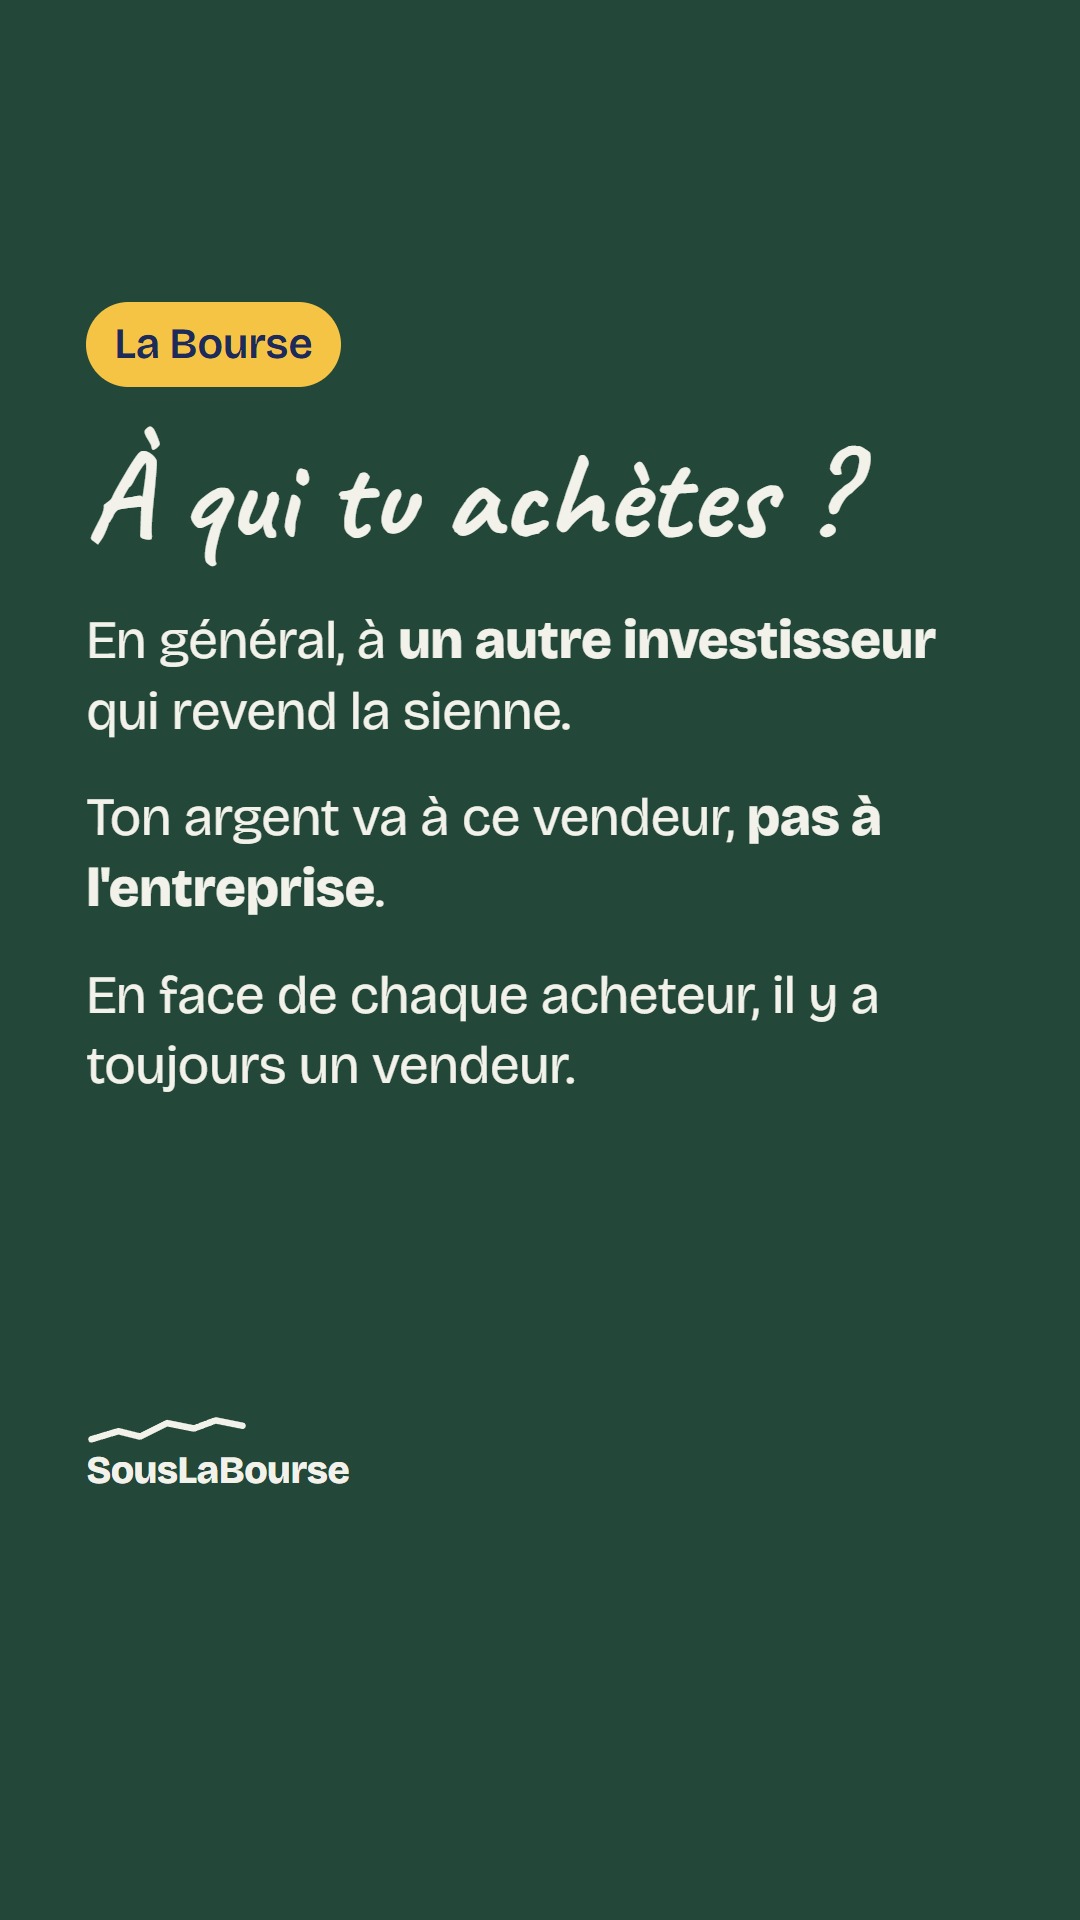 La Bourse
À qui tu achètes ?
En général, à un autre investisseur
qui revend la sienne.
Ton argent va à ce vendeur, pas à
l'entreprise.
En face de chaque acheteur, il y a
toujours un vendeur.
SousLaBourse